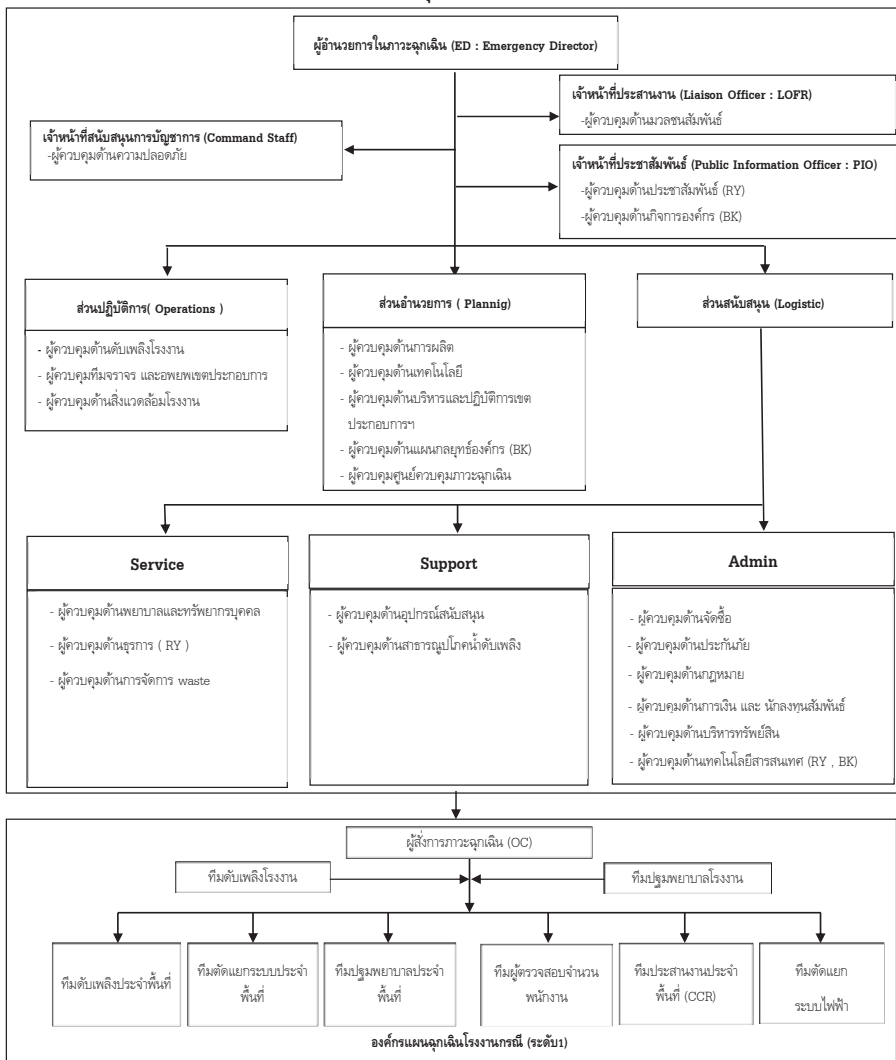 ผู้อำนวยการในภาวะฉุกเฉิน (ED : Emergency Director)
เจ้าหน้าที่ประสานงาน (Liaison Officer : LOFR)
-ผู้ควบคุมด้านมวลชนสัมพันธ์
เจ้าหน้าที่สนับสนุนการบัญชาการ (Command Staff)
-ผู้ควบคุมด้านความปลอดภัย
เจ้าหน้าที่ประชาสัมพันธ์ (Public Information Officer : PIO)
-ผู้ควบคุมด้านประชาสัมพันธ์ (RY)
-ผู้ควบคุมด้านกิจการองค์กร (BK)
ส่วนปฏิบัติการ( Operations )
- ผู้ควบคุมด้านดับเพลิงโรงงาน
- ผู้ควบคุมทีมจราจร และอพยพเขตประกอบการ
- ผู้ควบคุมด้านสิ่งแวดล้อมโรงงาน
ส่วนอำนวยการ ( Plannig)
- ผู้ควบคุมด้านการผลิต
- ผู้ควบคุมด้านเทคโนโลยี
- ผู้ควบคุมด้านบริหารและปฏิบัติการเขต
ประกอบการฯ
- ผู้ควบคุมด้านแผนกลยุทธ์องค์กร (BK)
- ผู้ควบคุมศูนย์ควบคุมภาวะฉุกเฉิน
ส่วนสนับสนุน (Logistic)
Service
- ผู้ควบคุมด้านพยาบาลและทรัพยากรบุคคล
- ผู้ควบคุมด้านธุรการ ( RY )
- ผู้ควบคุมด้านการจัดการ waste
Support
- ผู้ควบคุมด้านอุปกรณ์สนับสนุน
- ผู้ควบคุมด้านสาธารณูปโภคน้ำดับเพลิง
Admin
- ผู้ควบคุมด้านจัดซื้อ
- ผู้ควบคุมด้านประกันภัย
- ผู้ควบคุมด้านกฎหมาย
- ผู้ควบคุมด้านการเงิน และ นักลงทุนสัมพันธ์
- ผู้ควบคุมด้านบริหารทรัพย์สิน
- ผู้ควบคุมด้านเทคโนโลยีสารสนเทศ (RY , BK)
ผู้สั่งการภาวะฉุกเฉิน (OC)
ทีมดับเพลิงโรงงาน
ทีมปฐมพยาบาลโรงงาน
ทีมดับเพลิงประจำพื้นที่
ทีมตัดแยกระบบประจำ
พื้นที่
ทีมปฐมพยาบาลประจำ
พื้นที่
ทีมผู้ตรวจสอบจำนวน
พนักงาน
ทีมประสานงานประจำ
พื้นที่ (CCR)
ทีมตัดแยก
ระบบไฟฟ้า
องค์กรแผนฉุกเฉินโรงงานกรณี (ระดับ1)